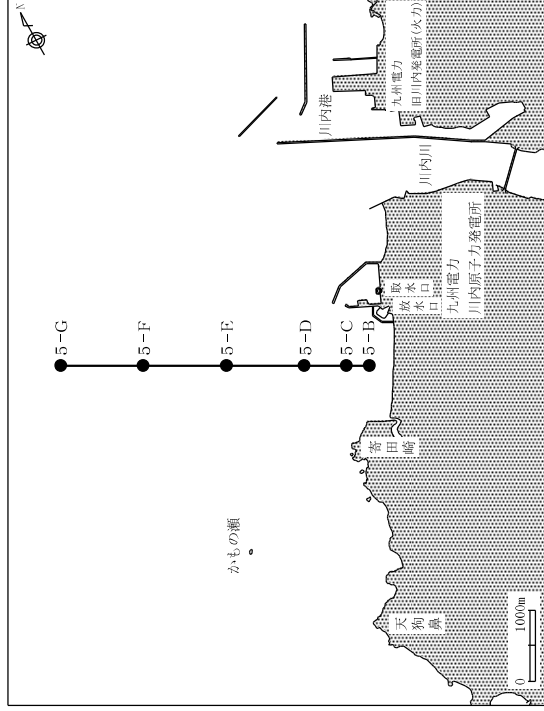 N
川内港
九州電力
旧川内発電所(火力)
川内川
取水口
放水口
九州電力
川内原子力発電所
5-G
5-F
5-E
5-D
5-C
5-B
寄田崎
かもの瀬
天狗鼻
0 1000m